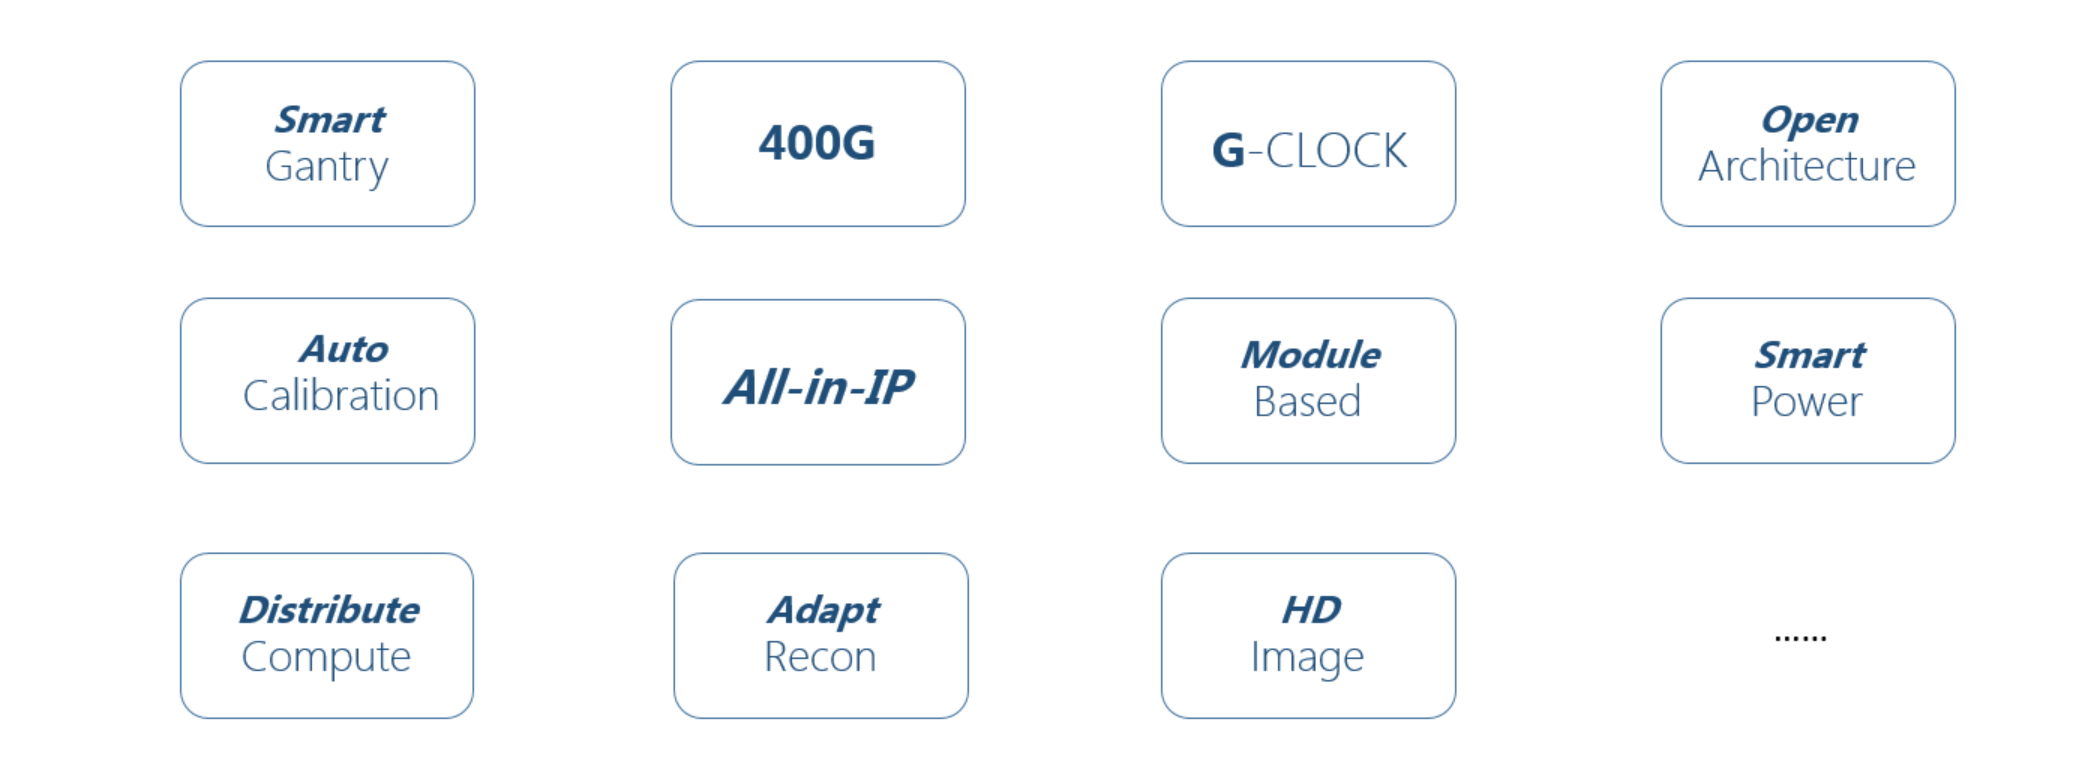 Smart
Gantry
400G
G-CLOCK
Open
Architecture
Auto
Calibration
All-in-IP
Module
Based
Smart
Power
Distribute
Compute
Adapt
Recon
HD
Image
......